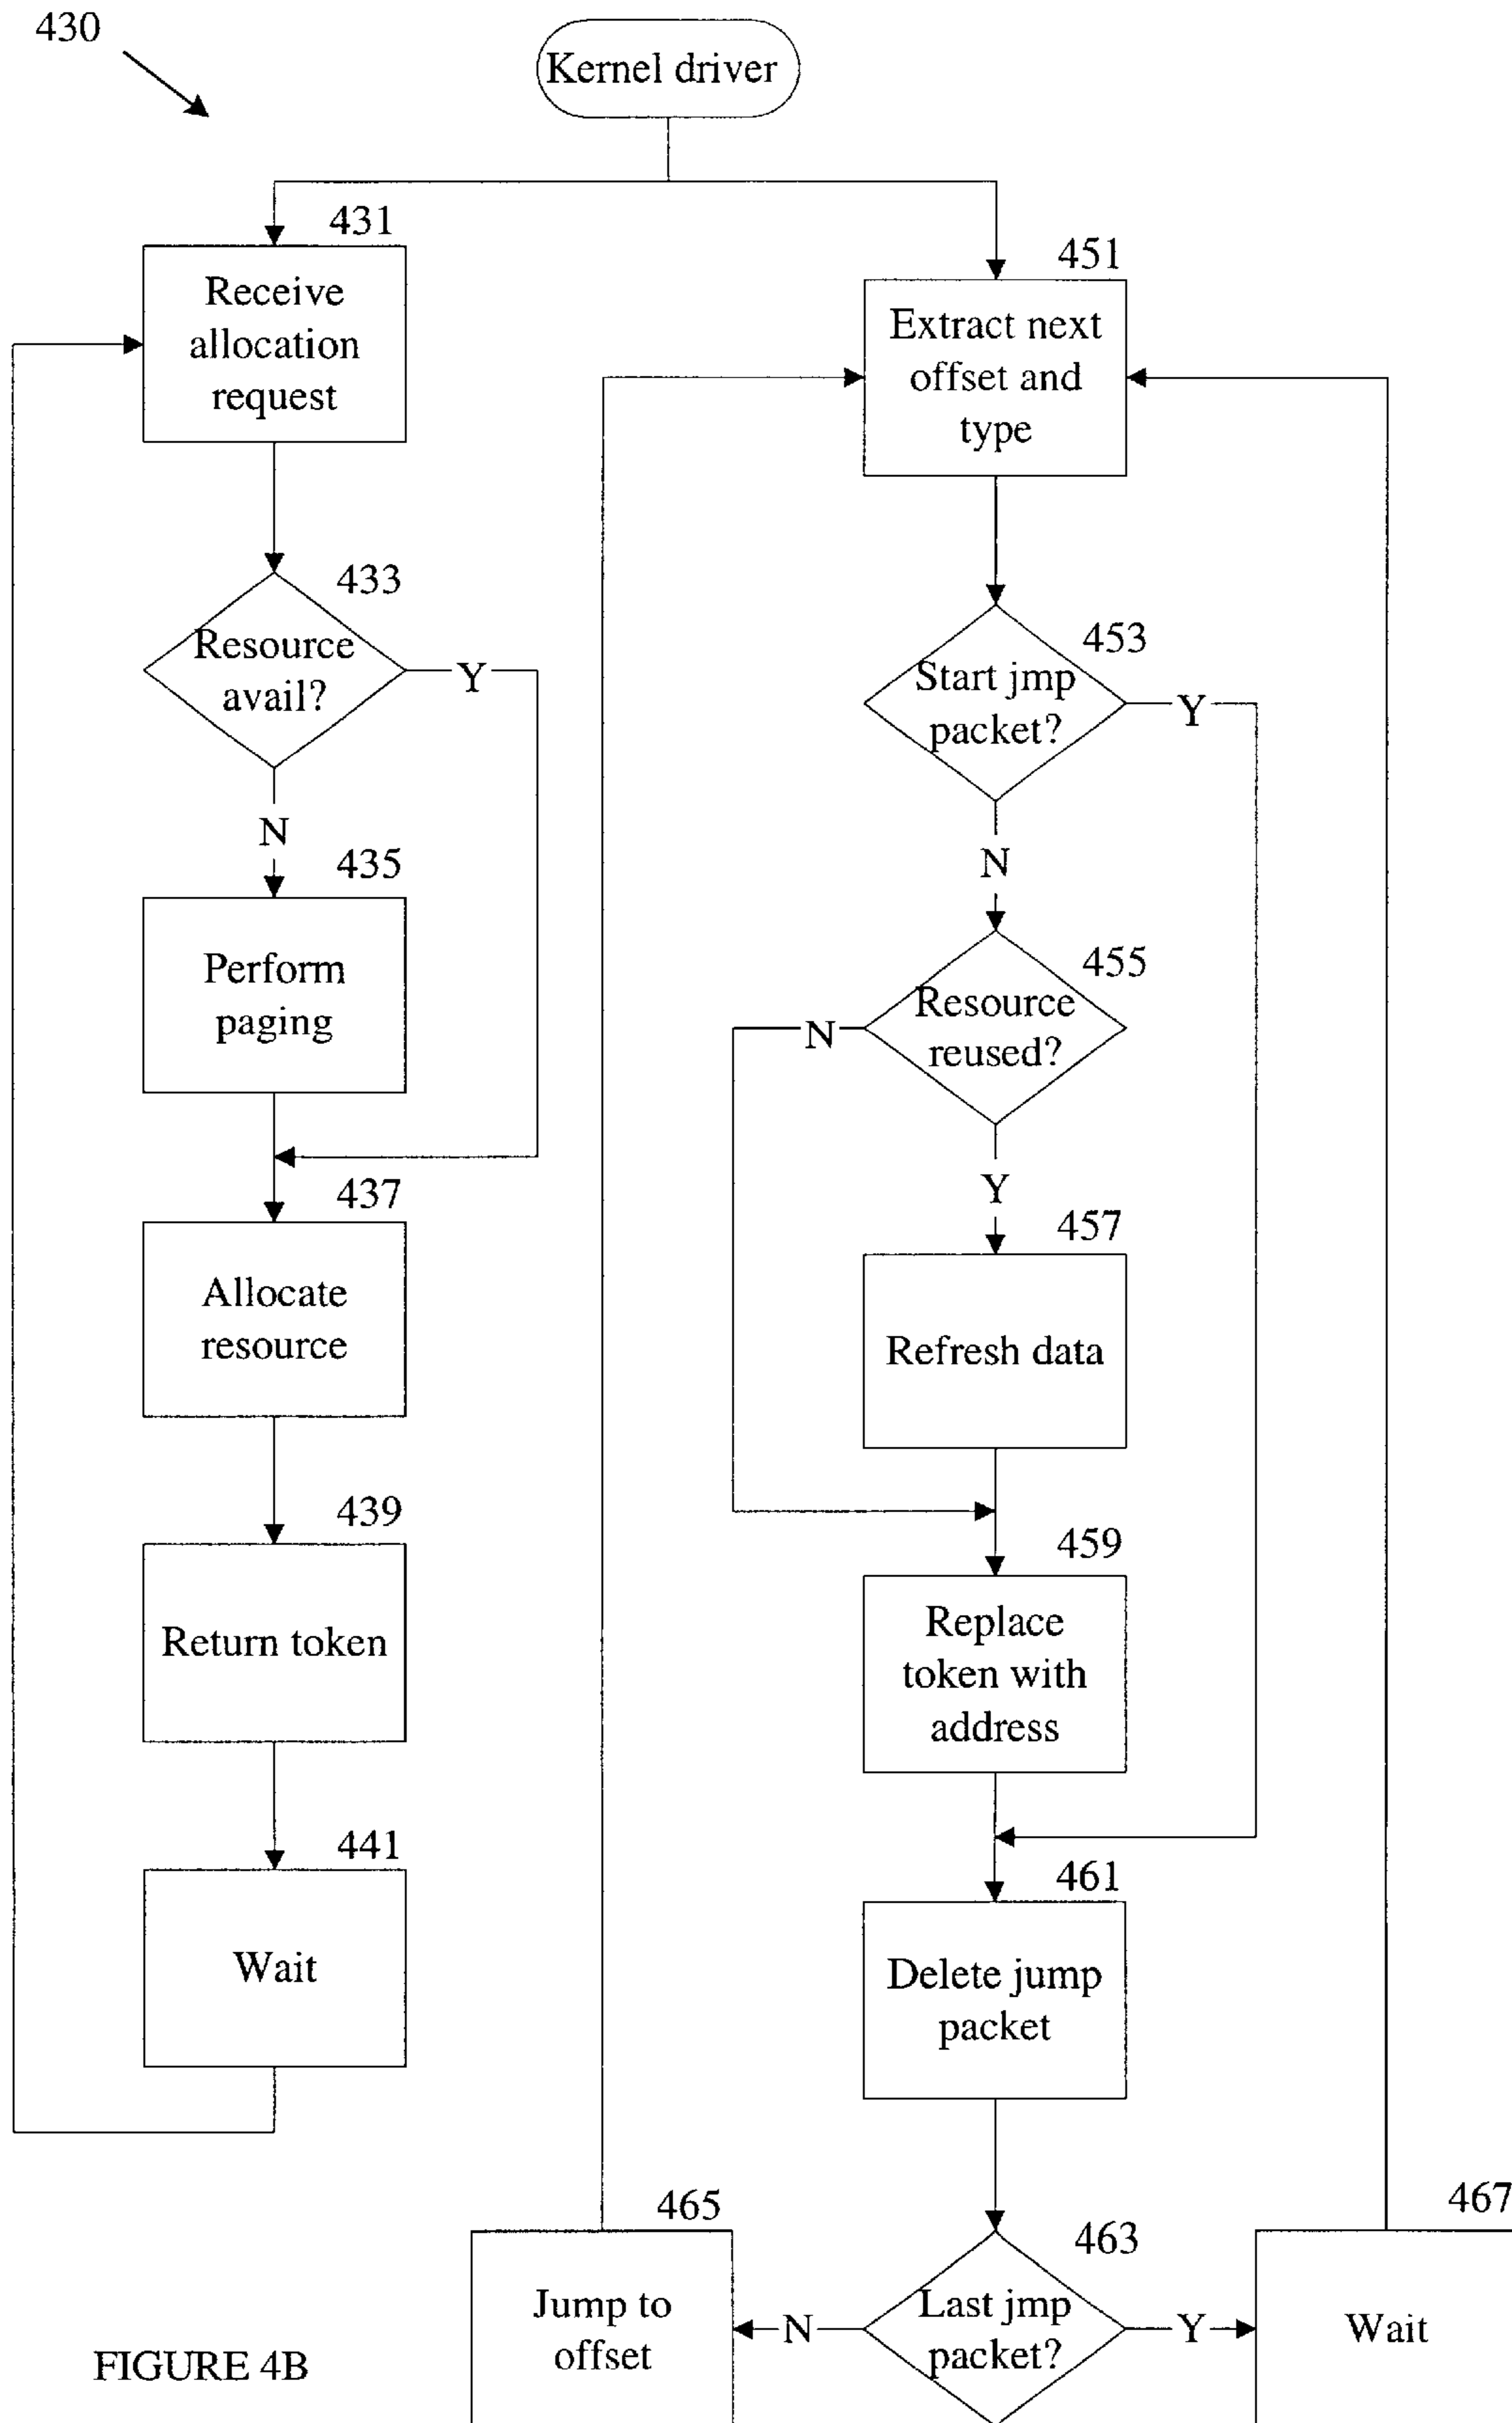 430
Kernel driver
431
Receive
allocation
request
433
Resource
avail?
Y
N
435
Perform
paging
437
Allocate
resource
439
Return token
441
Wait
451
Extract next
offset and
type
453
Start jmp
packet?
Y
N
455
Resource
reused?
N
Y
457
Refresh data
459
Replace
token with
address
461
Delete jump
packet
463
Last jmp
packet?
N
Y
465
Jump to
offset
467
Wait
FIGURE 4B